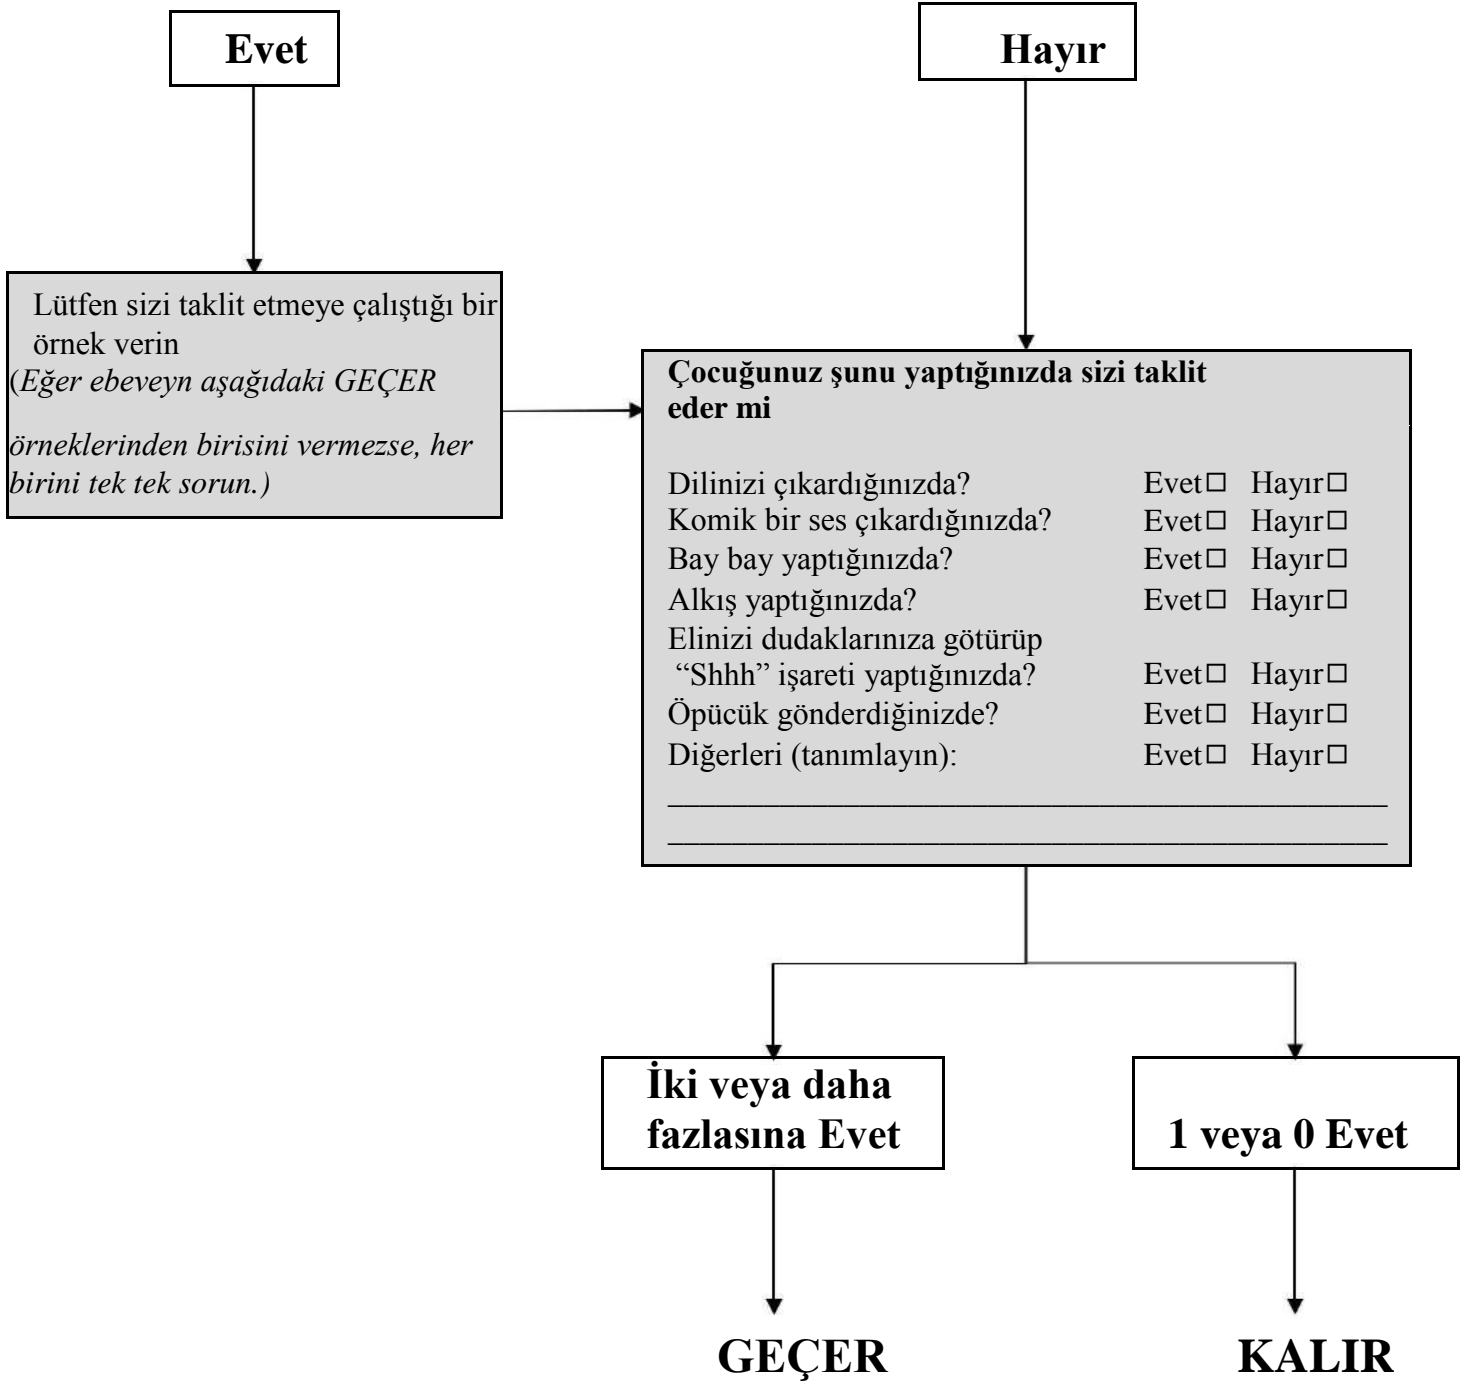 Evet
Hayır
Lütfen sizi taklit etmeye çalıştığı bir
örnek verin
(Eğer ebeveyn aşağıdaki GEÇER
örneklerinden birisini vermezse, her
birini tek tek sorun.)
Çocuğunuz şunu yaptığınızda sizi taklit
eder mi
Dilinizi çıkardığınızda? Evet□ Hayır□
Komik bir ses çıkardığınızda? Evet□ Hayır□
Bay bay yaptığınızda? Evet□ Hayır□
Alkış yaptığınızda? Evet□ Hayır□
Elinizi dudaklarınıza götürüp
“Shhh” işareti yaptığınızda? Evet□ Hayır□
Öpücük gönderdiğinizde? Evet□ Hayır□
Diğerleri (tanımlayın): Evet□ Hayır□
İki veya daha
fazlasına Evet
1 veya 0 Evet
GEÇER
KALIR